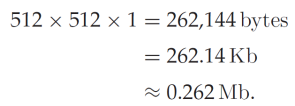 512 × 512 × 1 = 262,144 bytes
= 262.14 Kb
≈ 0.262 Mb.